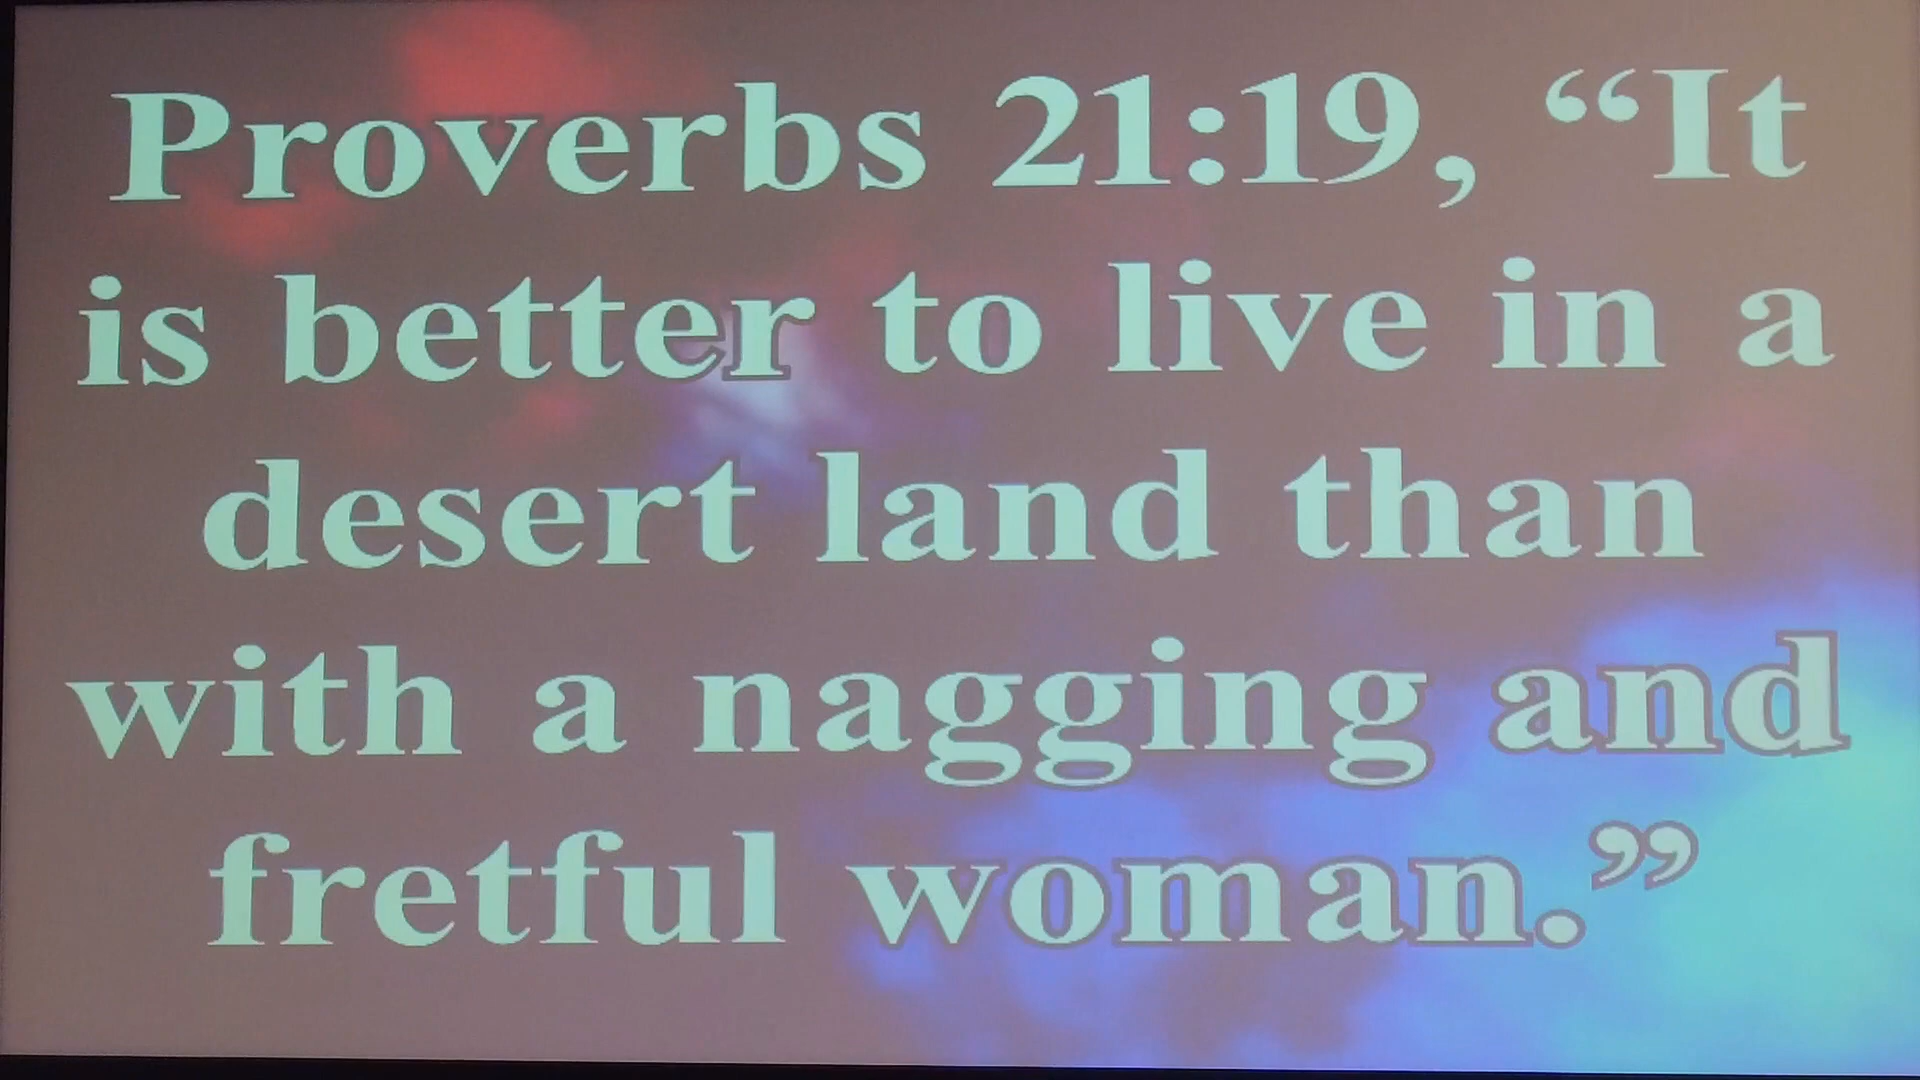 Proverbs 21:19, “It
is better to live in a
desert land than
with a nagging and
fretful woman.”